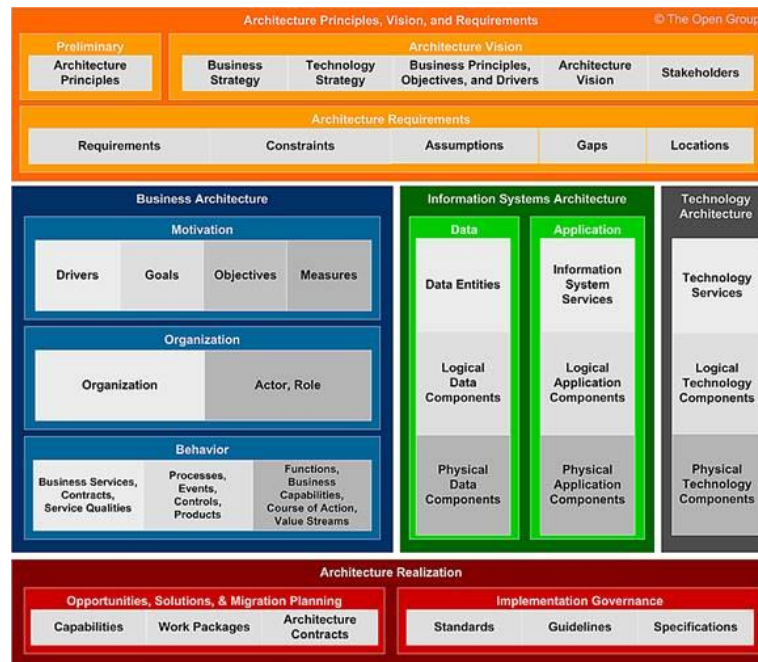 Architecture Principles, Vision, and Requirements
© The Open Group
Preliminary
Architecture
Principles
Architecture Vision
Business
Strategy
Technology
Strategy
Business Principles,
Objectives, and Drivers
Architecture
Vision
Stakeholders
Architecture Requirements
Requirements
Constraints
Assumptions
Gaps
Locations
Business Architecture
Motivation
Drivers
Goals
Objectives
Measures
Organization
Organization
Actor, Role
Behavior
Business Services,
Contracts,
Service Qualities
Processes,
Events,
Controls,
Products
Functions,
Business
Capabilities,
Course of Action,
Value Streams
Information Systems Architecture
Data
Data Entities
Logical
Data
Components
Physical
Data
Components
Application
Information
System
Services
Logical
Application
Components
Physical
Application
Components
Technology
Architecture
Technology
Services
Logical
Technology
Components
Physical
Technology
Components
Architecture Realization
Opportunities, Solutions, & Migration Planning
Capabilities
Work Packages
Architecture
Contracts
Implementation Governance
Standards
Guidelines
Specifications